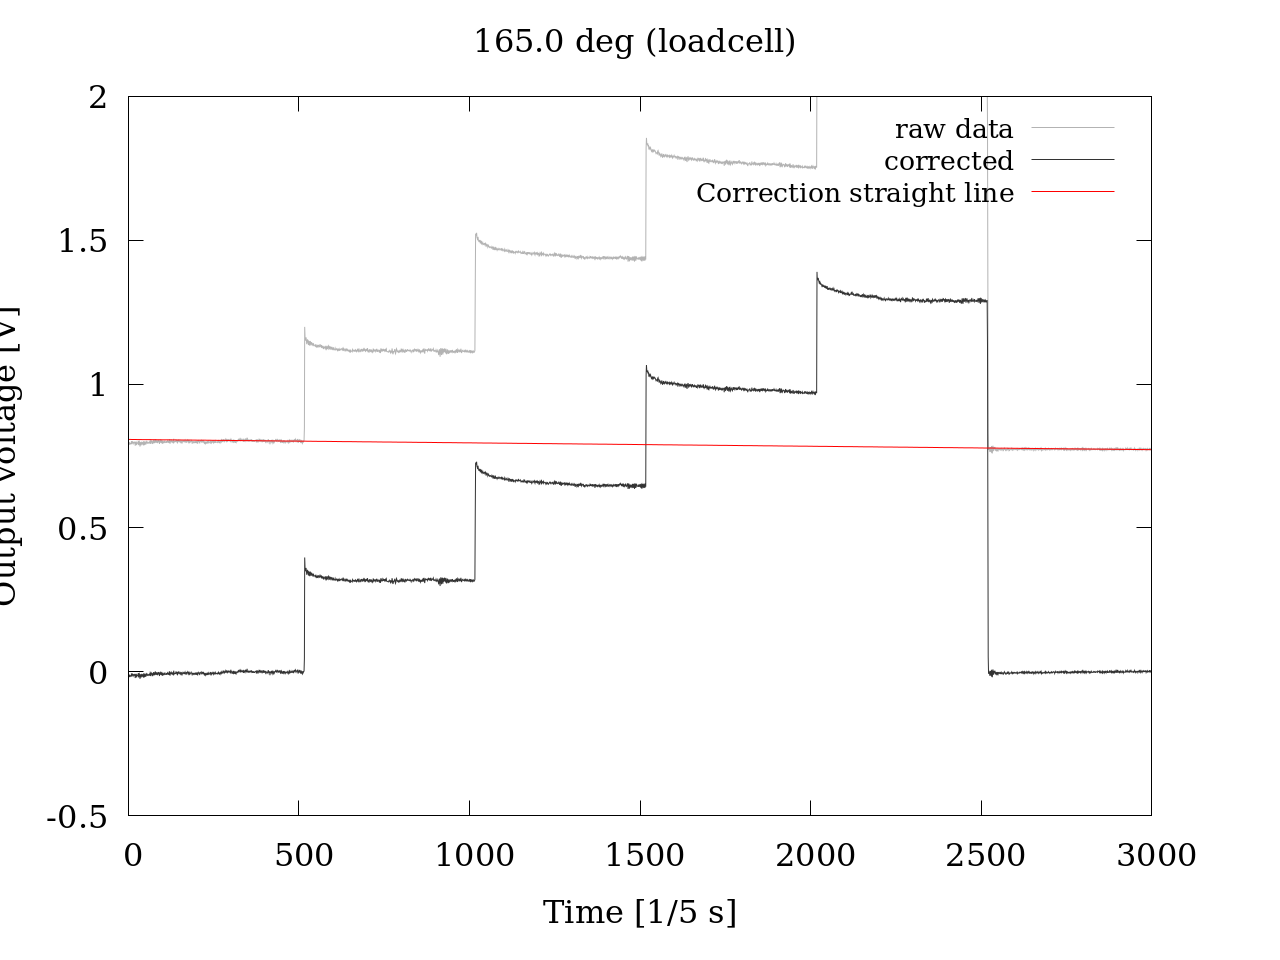 165.0 deg (loadcell)
2
1.5
1
0.5
0
-0.5
Output voltage [V]
raw data
corrected
Correction straight line
0 500 1000 1500 2000 2500 3000
Time [1/5 s]